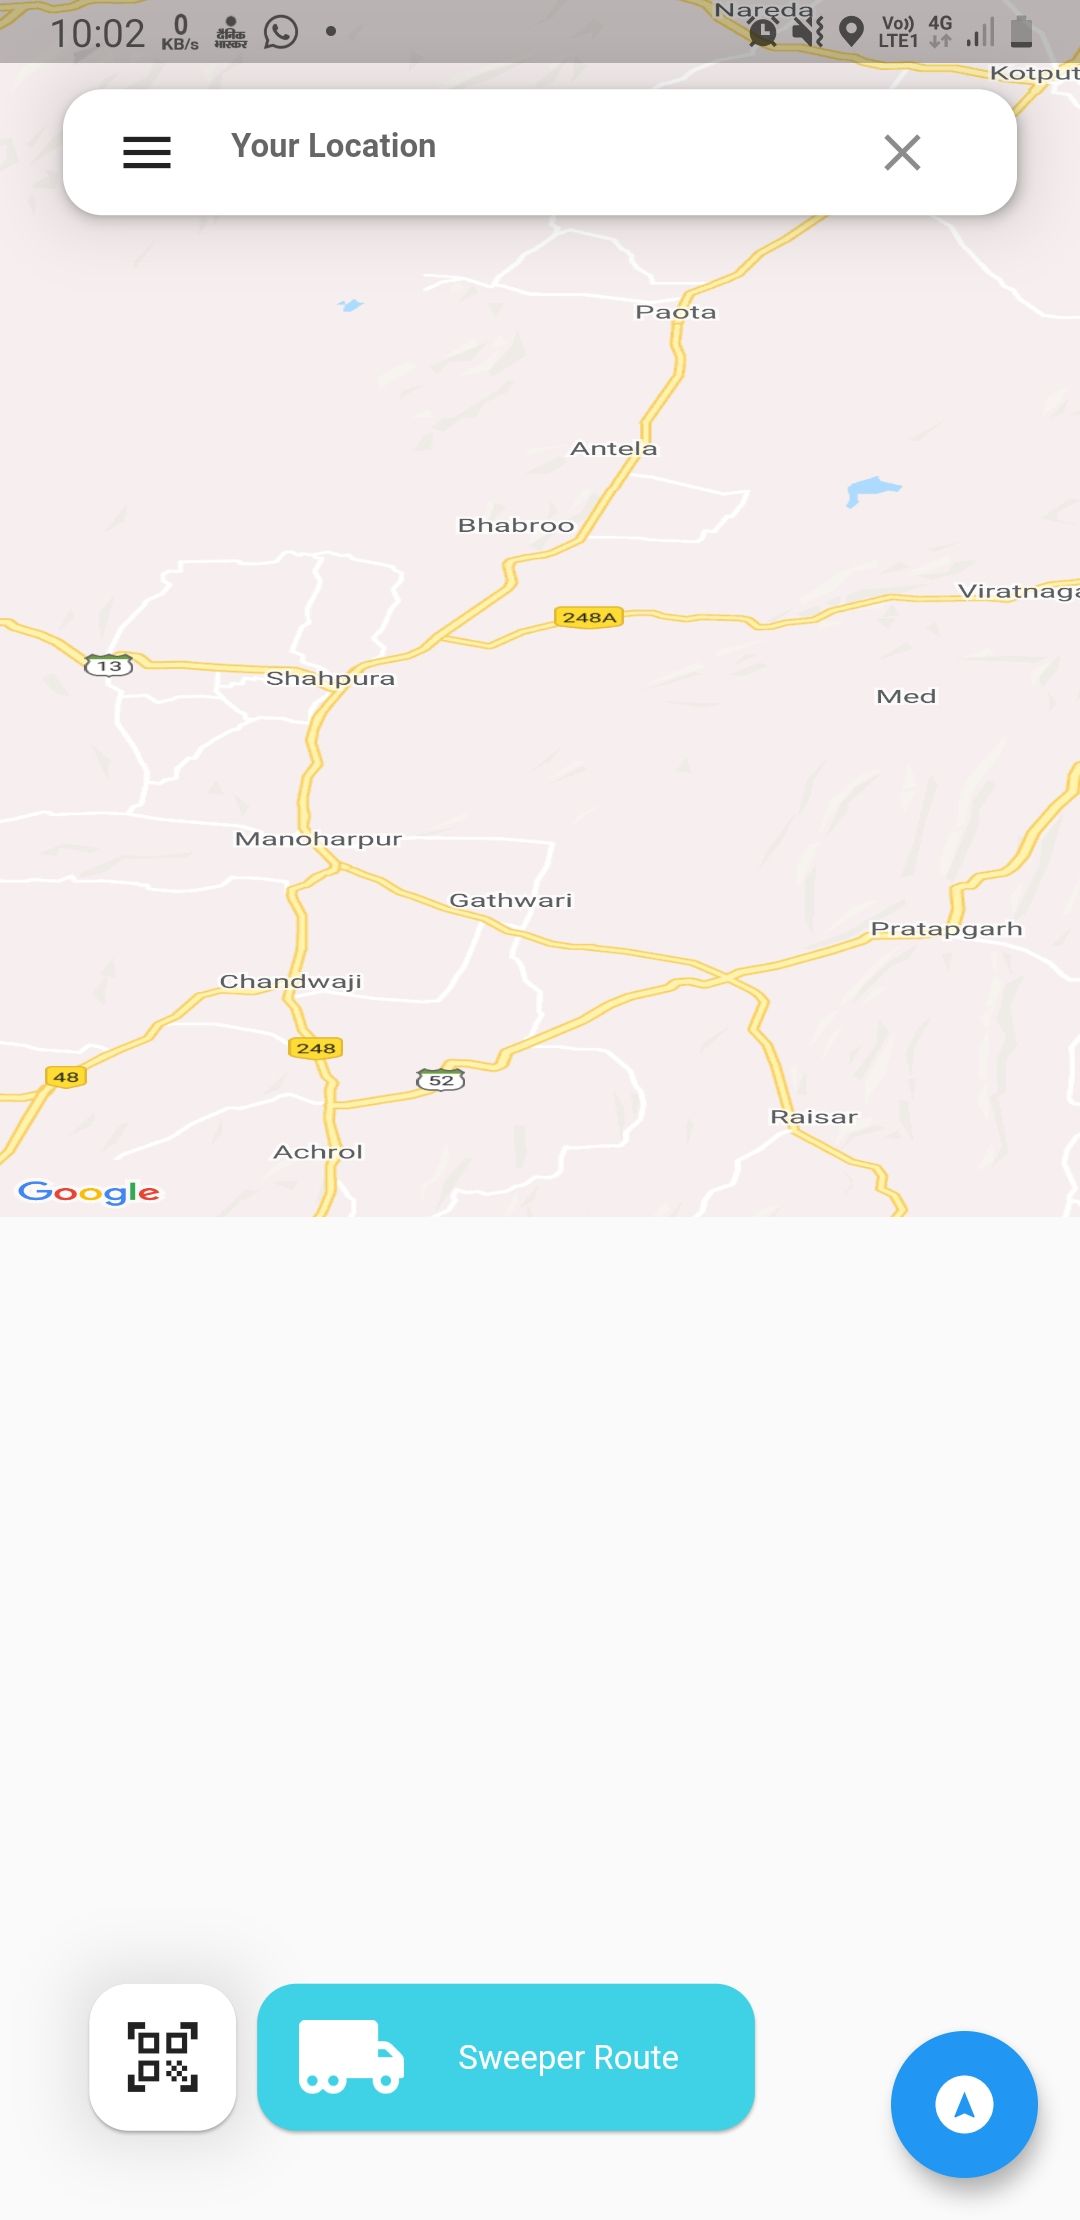 10:02
0
KB/s
दैनिक
भास्कर
Vo))
LTE1
4G
Nareda
Kotput
Your Location
Paota
Antela
Bhabroo
Viratnaga
248A
13
Shahpura
Med
Manoharpur
Gathwari
Pratapgarh
Chandwaji
248
48
52
Raisar
Achrol
Google
Sweeper Route